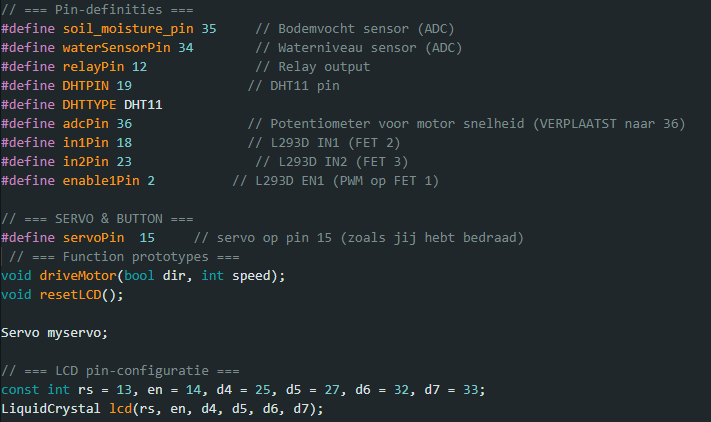 // === Pin-definities ===
#define soil_moisture_pin 35     // Bodemvocht sensor (ADC)
#define waterSensorPin 34        // Waterniveau sensor (ADC)
#define relayPin 12              // Relay output
#define DHTPIN 19               // DHT11 pin
#define DHTTYPE DHT11
#define adcPin 36               // Potentiometer voor motor snelheid (VERPLAATST naar 36)
#define in1Pin 18               // L293D IN1 (FET 2)
#define in2Pin 23                // L293D IN2 (FET 3)
#define enable1Pin 2          // L293D EN1 (PWM op FET 1)

// === SERVO & BUTTON ===
#define servoPin  15     // servo op pin 15 (zoals jij hebt bedraad)
 // === Function prototypes ===
void driveMotor(bool dir, int speed);
void resetLCD();

Servo myservo;

// === LCD pin-configuratie ===
const int rs = 13, en = 14, d4 = 25, d5 = 27, d6 = 32, d7 = 33;
LiquidCrystal lcd(rs, en, d4, d5, d6, d7);